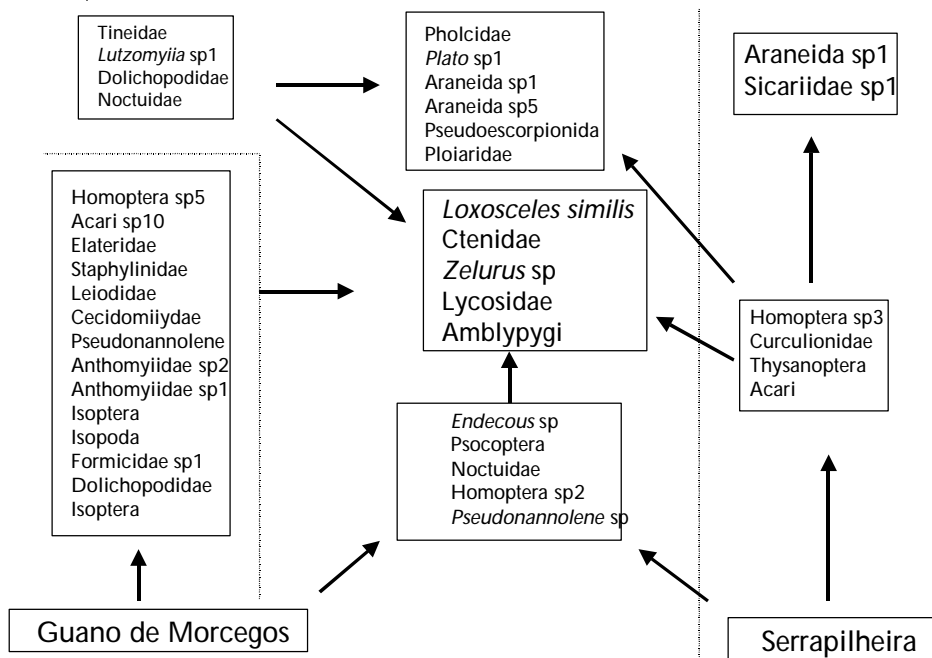 Tineidae
Lutzomyiia sp1
Dolichopodidae
Noctuidae
Pholcidae
Plato sp1
Araneida sp1
Araneida sp5
Pseudoescorpionida
Ploiaridae
Araneida sp1
Sicariidae sp1
Homoptera sp5
Acari sp10
Elateridae
Staphylinidae
Leiodidae
Cecidomiiydae
Pseudonannolene
Anthomyiidae sp2
Anthomyiidae sp1
Isoptera
Isopoda
Formicidae sp1
Dolichopodidae
Isoptera
Loxosceles similis
Ctenidae
Zelurus sp
Lycosidae
Amblypygi
Homoptera sp3
Curculionidae
Thysanoptera
Acari
Endecous sp
Psocoptera
Noctuidae
Homoptera sp2
Pseudonannolene sp
Guano de Morcegos
Serrapilheira